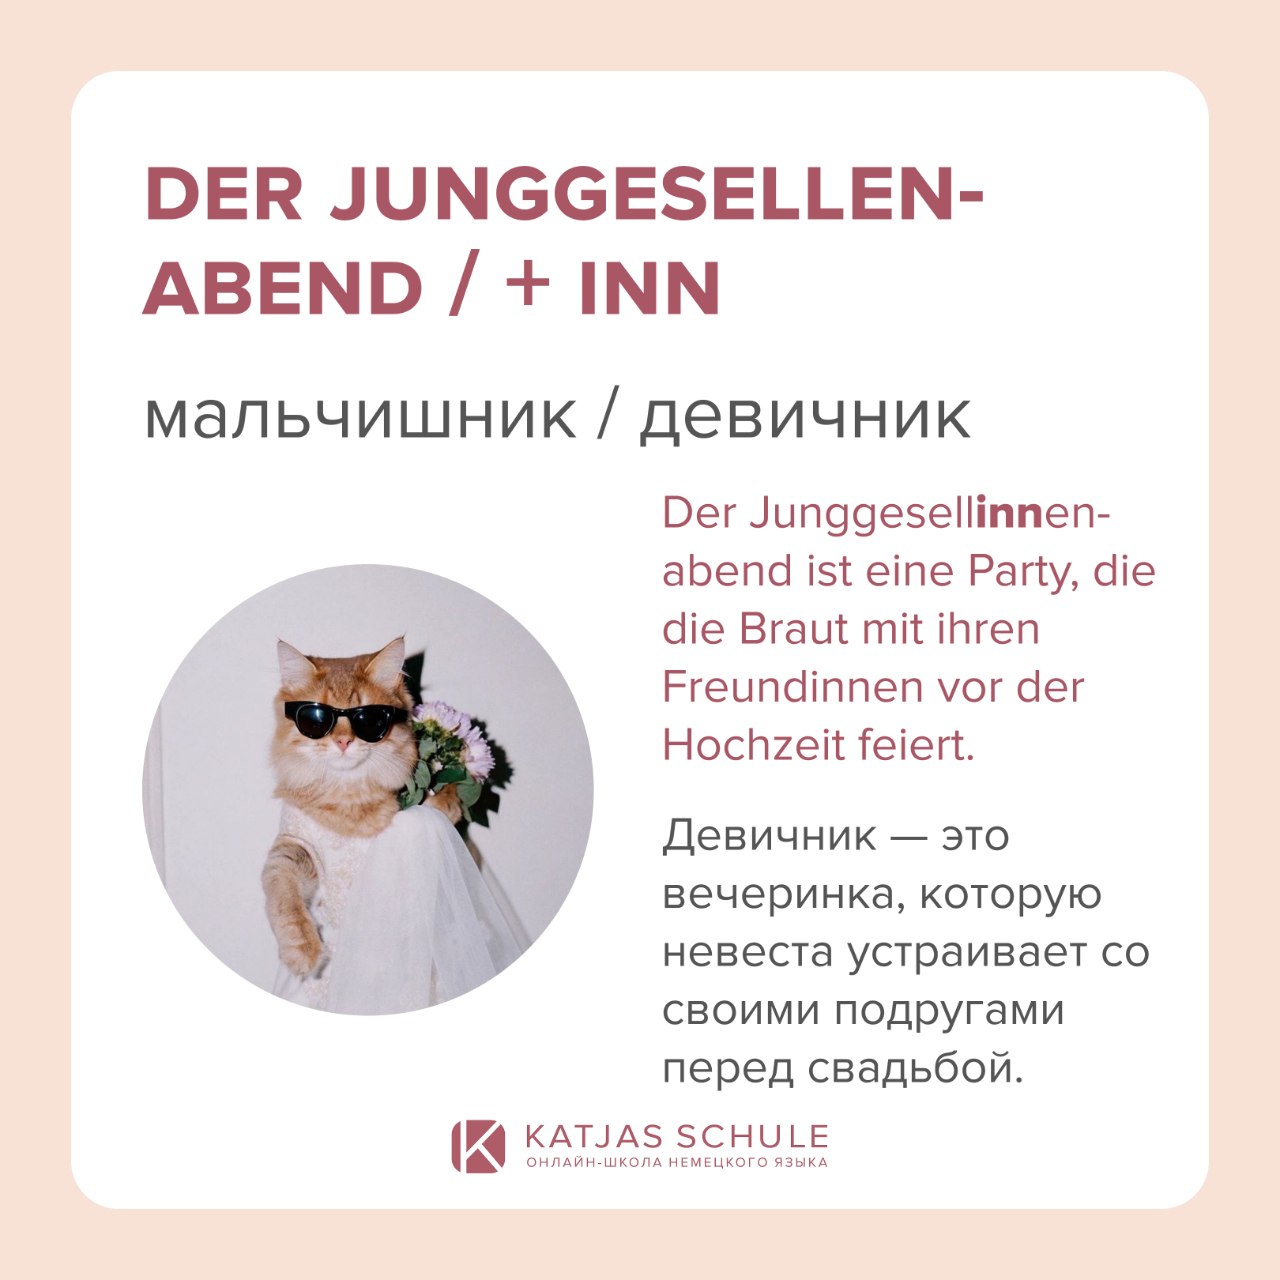 DER JUNGGESELLEN-
ABEND / + INN
мальчишник / девичник
Der Junggesellinnen-
abend ist eine Party, die
die Braut mit ihren
Freundinnen vor der
Hochzeit feiert.
Девичник — это
вечеринка, которую
невеста устраивает со
своими подругами
перед свадьбой.
KATJAS SCHULE
ОНЛАЙН-ШКОЛА НЕМЕЦКОГО ЯЗЫКА